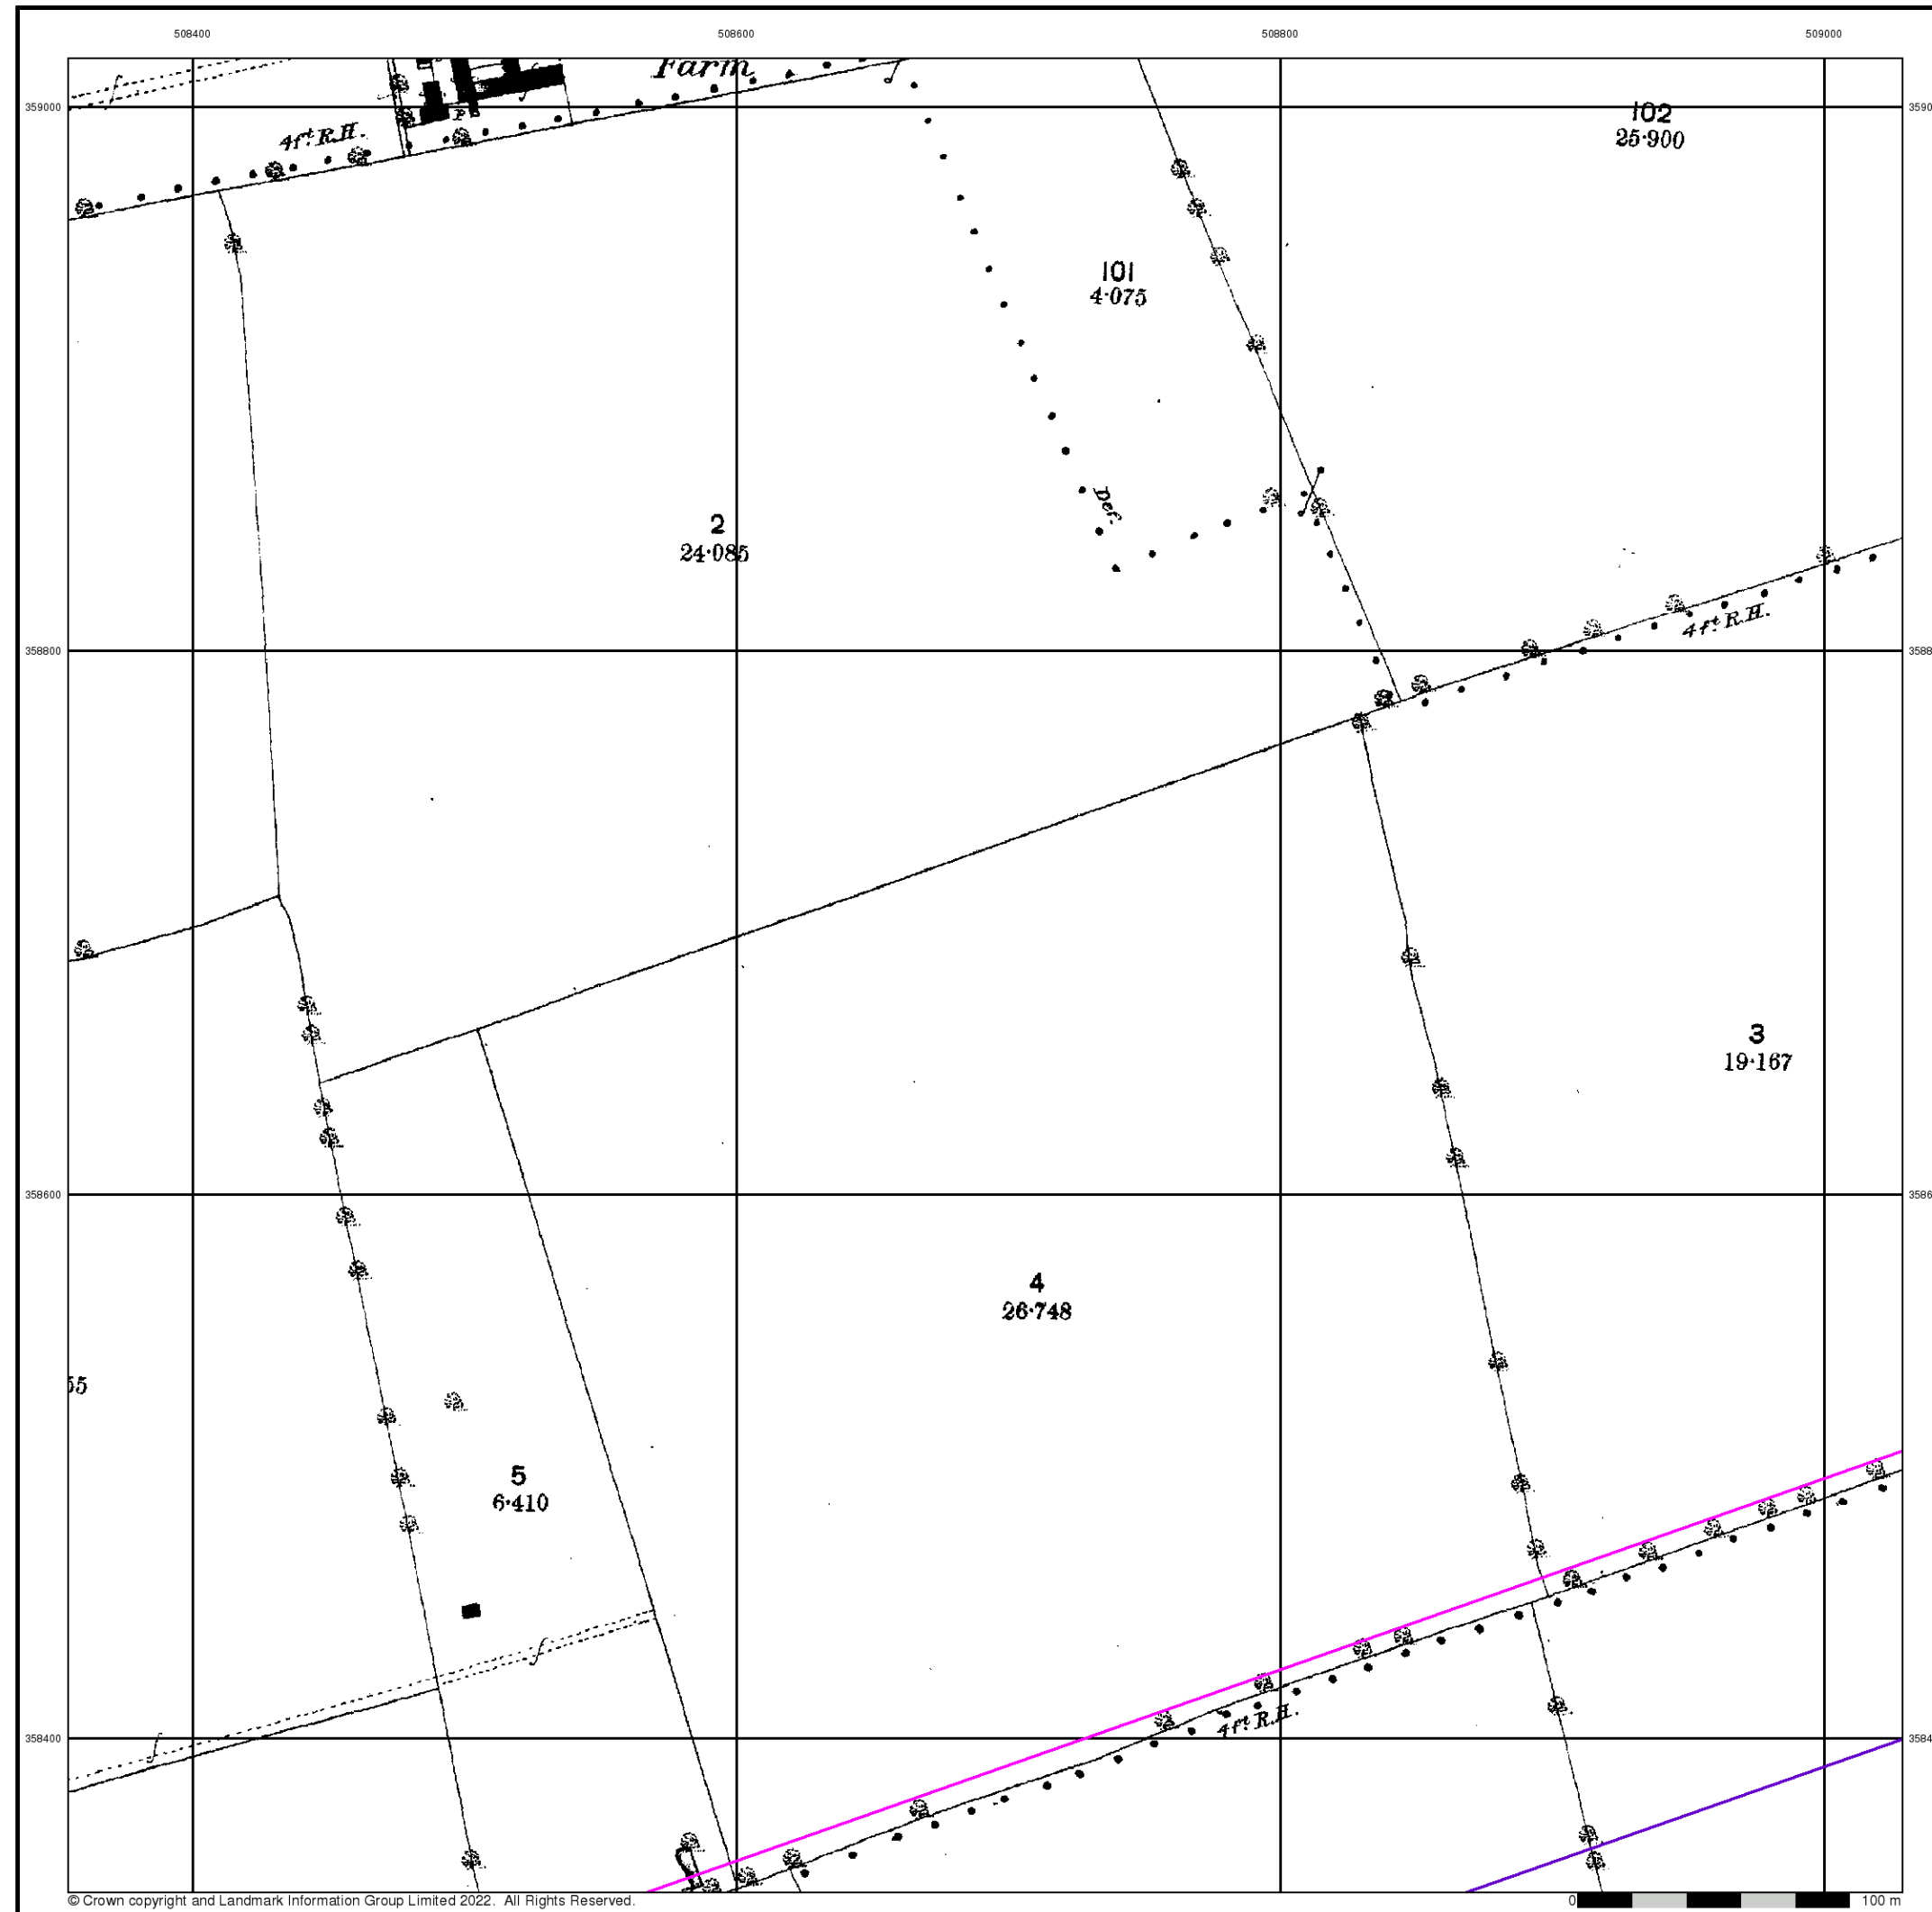 508400 508600 508800 509000
Farm
359000
4ft. R.H.
P
102
25·900
101
4·075
2
24·085
Def.
358800
4ft. R.H.
3
19·167
358600
4
26·748
55
5
6·410
358400
4ft. R.H.
© Crown copyright and Landmark Information Group Limited 2022. All Rights Reserved.
0 100 m